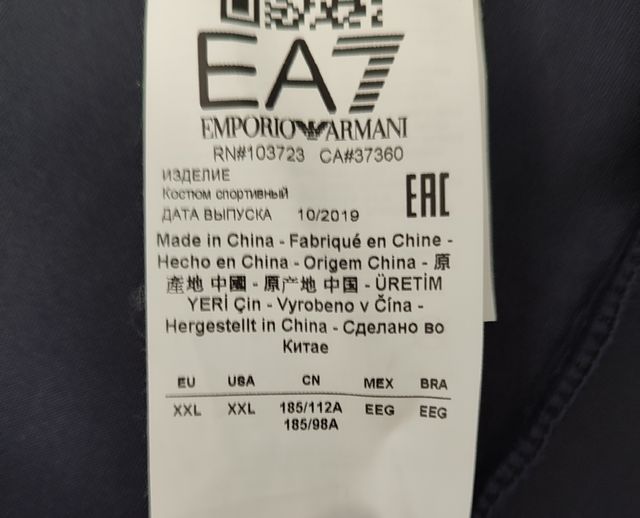 EA7
EMPORIO ARMANI
RN#103723 CA#37360
ИЗДЕЛИЕ
Костюм спортивный
ДАТА ВЫПУСКА 10/2019
EAC
Made in China - Fabriqué en Chine -
Hecho en China - Origem China - 原
產地 中國 - 原产地 中国 - ÜRETİM
YERİ Çin - Vyrobeno v Čína -
Hergestellt in China - Сделано во
Китае
EU USA CN MEX BRA
XXL XXL 185/112A EEG EEG
185/98A